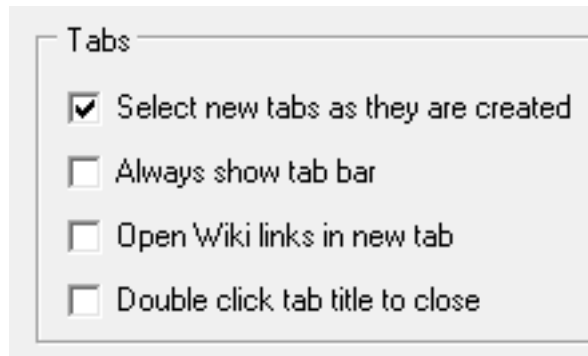 Tabs
Select new tabs as they are created
Always show tab bar
Open Wiki links in new tab
Double click tab title to close